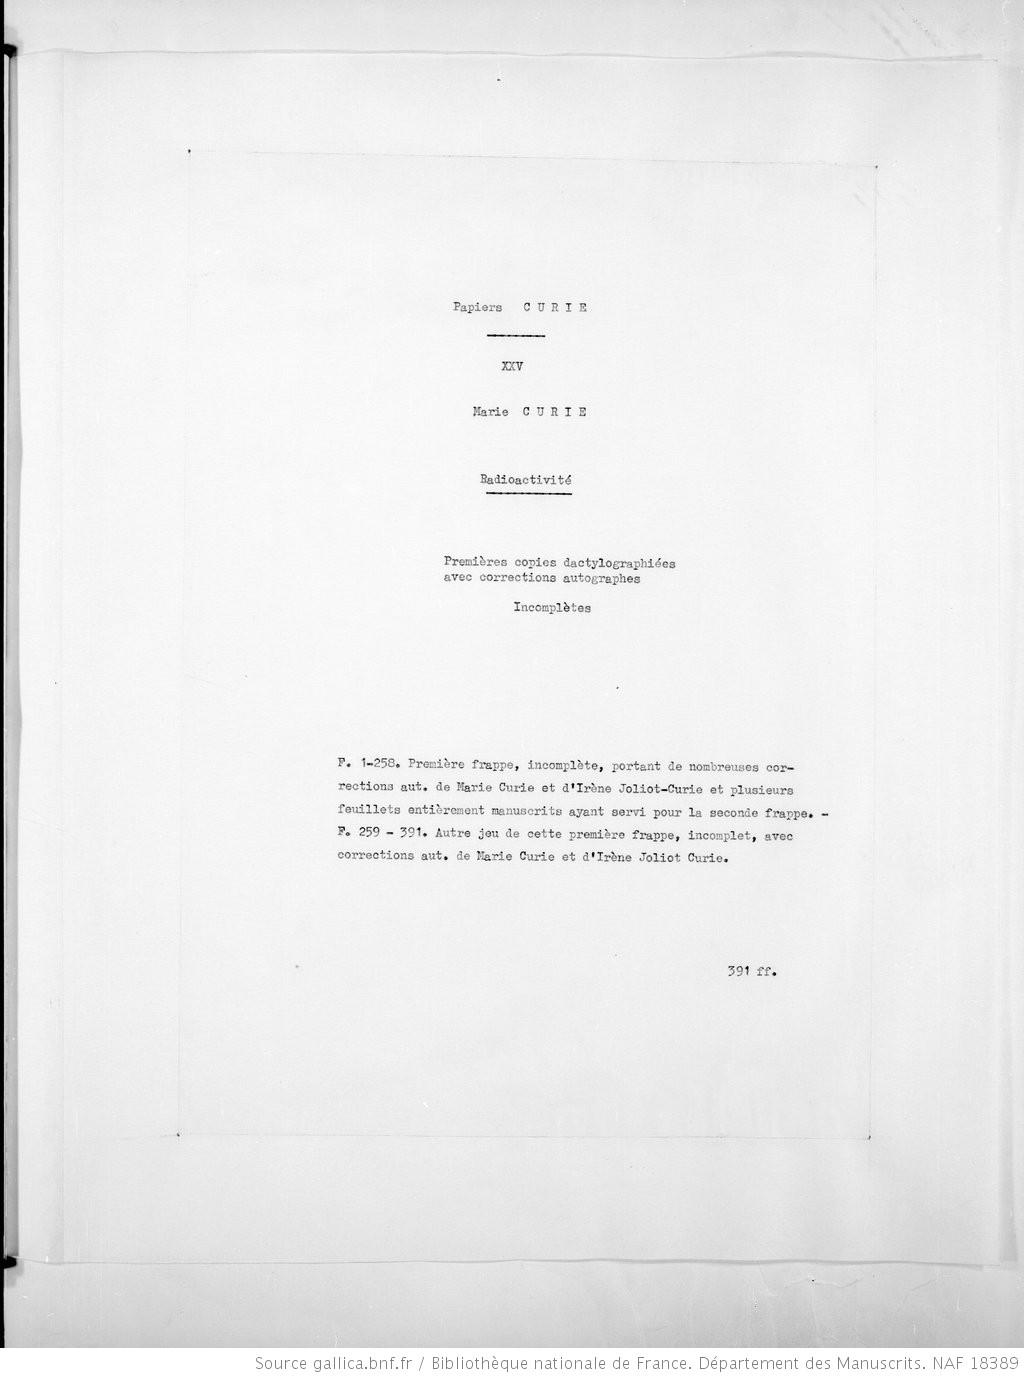 Papiers CURIE
XXV
Marie CURIE
Radioactivité
Premières copies dactylographiées
avec corrections autographes
Incomplètes
F. 1-258. Première frappe, incomplète, portant de nombreuses cor-
rections aut. de Marie Curie et d'Irène Joliot-Curie et plusieurs
feuillets entièrement manuscrits ayant servi pour la seconde frappe. -
F. 259 - 391. Autre jeu de cette première frappe, incomplet, avec
corrections aut. de Marie Curie et d'Irène Joliot Curie.
391 ff.
Source gallica.bnf.fr / Bibliothèque nationale de France. Département des Manuscrits. NAF 18389